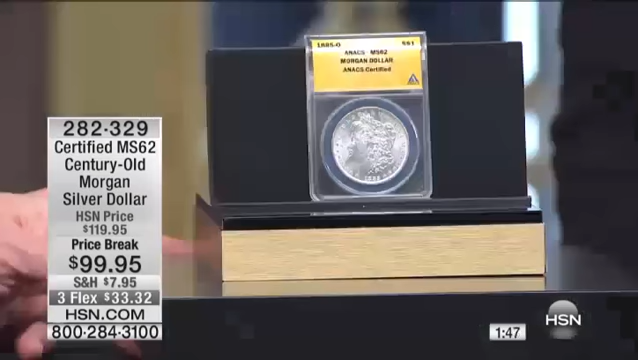 282-329
Certified MS62
Century-Old
Morgan
Silver Dollar
HSN Price
$119.95
Price Break
$99.95
S&H $7.95
3 Flex $33.32
HSN.COM
800-284-3100
1885-O $1
ANACS MS62
MORGAN DOLLAR
ANACS Certified
1:47
HSN